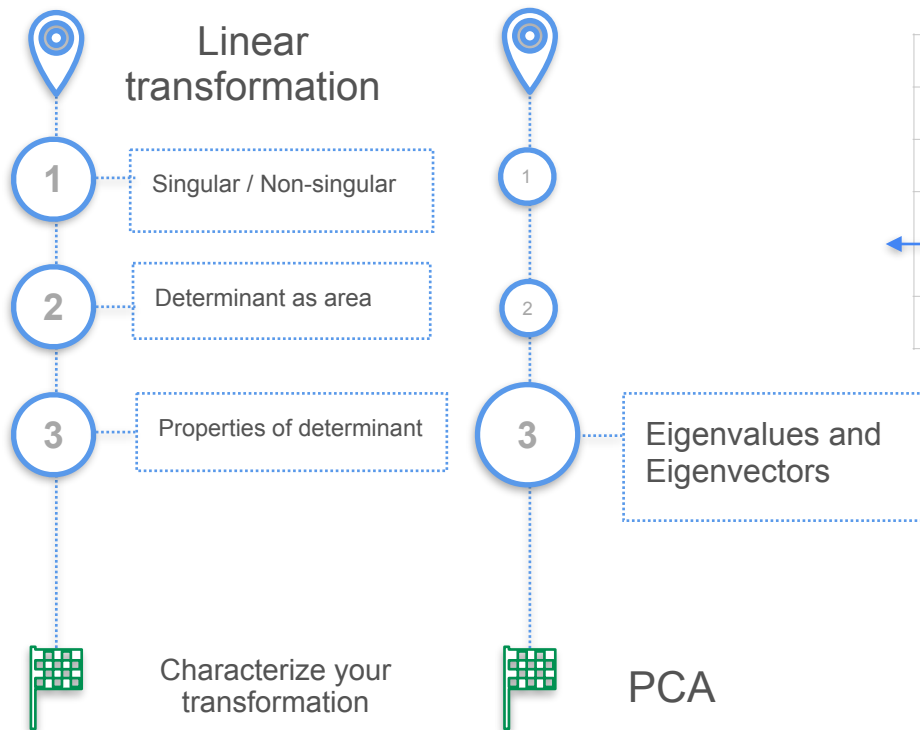 Linear
transformation
1
Singular / Non-singular
2
Determinant as area
3
Properties of determinant
Characterize your
transformation
1
2
3
Eigenvalues and
Eigenvectors
PCA